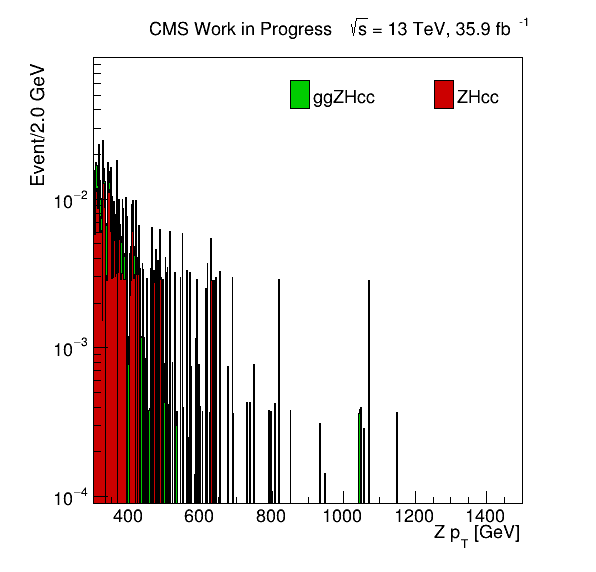 CMS Work in Progress √s = 13 TeV, 35.9 fb⁻¹
Event/2.0 GeV
ggZHcc ZHcc
10⁻²
10⁻³
10⁻⁴
400 600 800 1000 1200 1400
Z p_T [GeV]